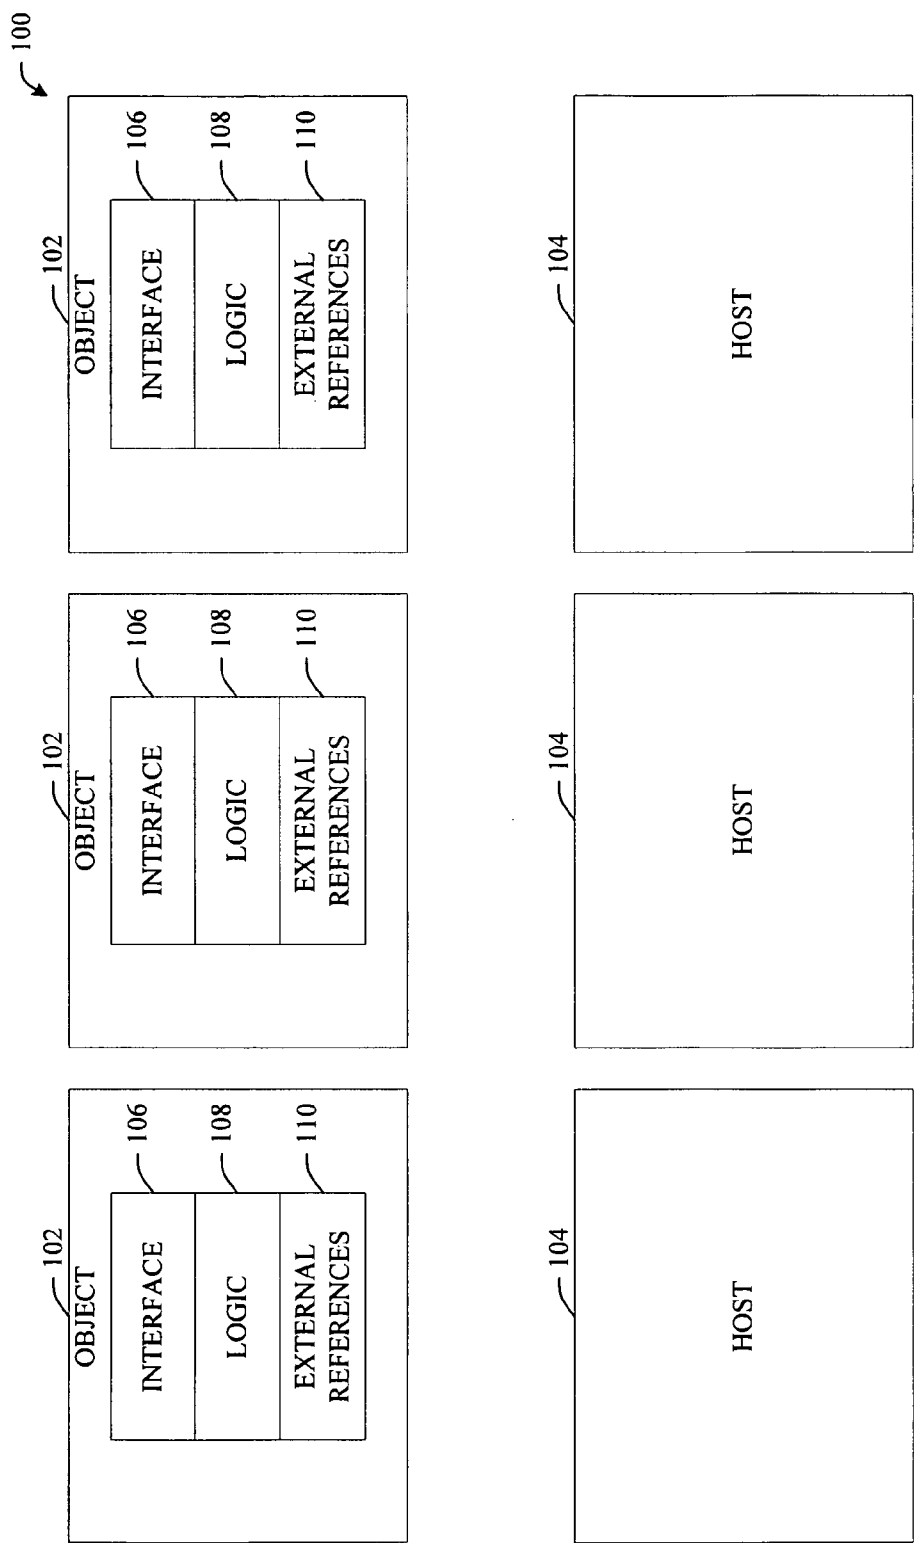 100
102
OBJECT
106
INTERFACE
108
LOGIC
110
EXTERNAL
REFERENCES
102
OBJECT
106
INTERFACE
108
LOGIC
110
EXTERNAL
REFERENCES
102
OBJECT
106
INTERFACE
108
LOGIC
110
EXTERNAL
REFERENCES
104
HOST
104
HOST
104
HOST